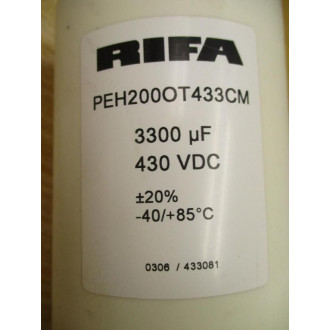 RIFA
PEH200OT433CM
3300 µF
430 VDC
±20%
-40/+85°C
0306 / 433081